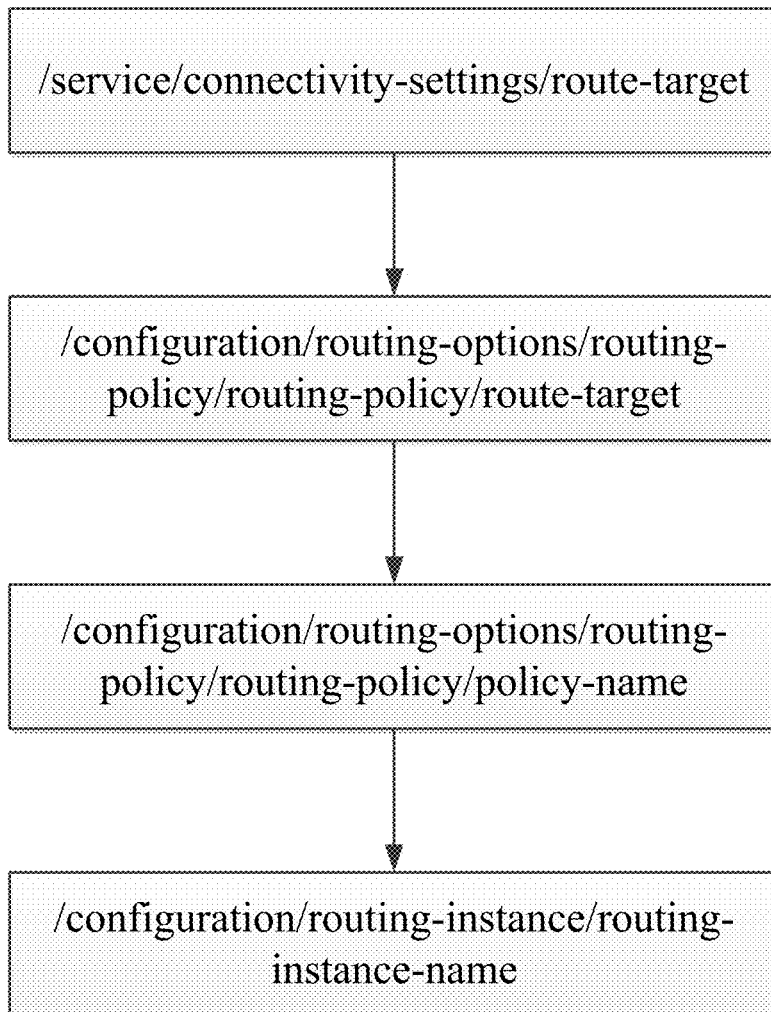 /service/connectivity-settings/route-target
/configuration/routing-options/routing-
policy/routing-policy/route-target
/configuration/routing-options/routing-
policy/routing-policy/policy-name
/configuration/routing-instance/routing-
instance-name